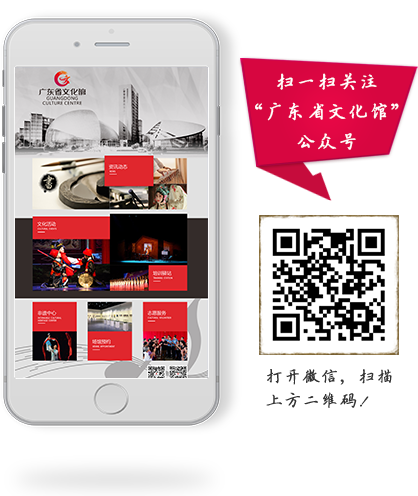 广东省文化馆
GUANGDONG
CULTURE CENTRE
资讯动态
文化活动
培训展站
非遗中心
场馆预约
志愿服务
扫一扫关注
“广东省文化馆”
公众号
打开微信，扫描
上方二维码！